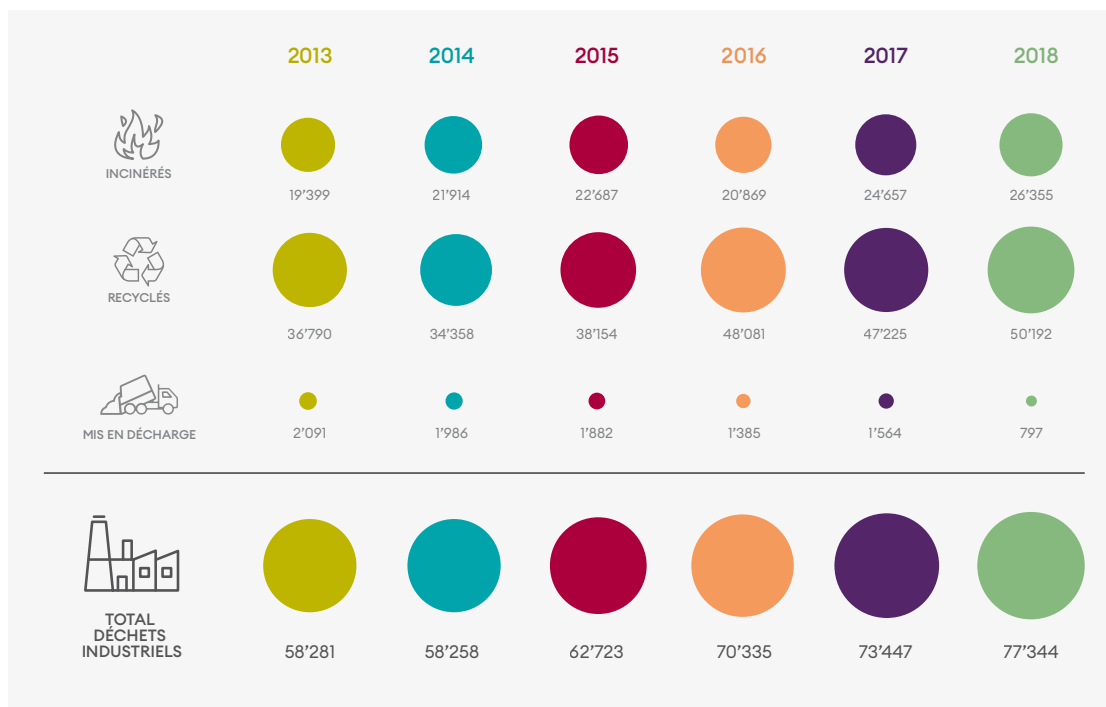 2013 2014 2015 2016 2017 2018
INCINÉRÉS
19’399 21’914 22’687 20’869 24’657 26’355
RECYCLÉS
36’790 34’358 38’154 48’081 47’225 50’192
MIS EN DÉCHARGE
2’091 1’986 1’882 1’385 1’564 797
TOTAL
DÉCHETS
INDUSTRIELS
58’281 58’258 62’723 70’335 73’447 77’344